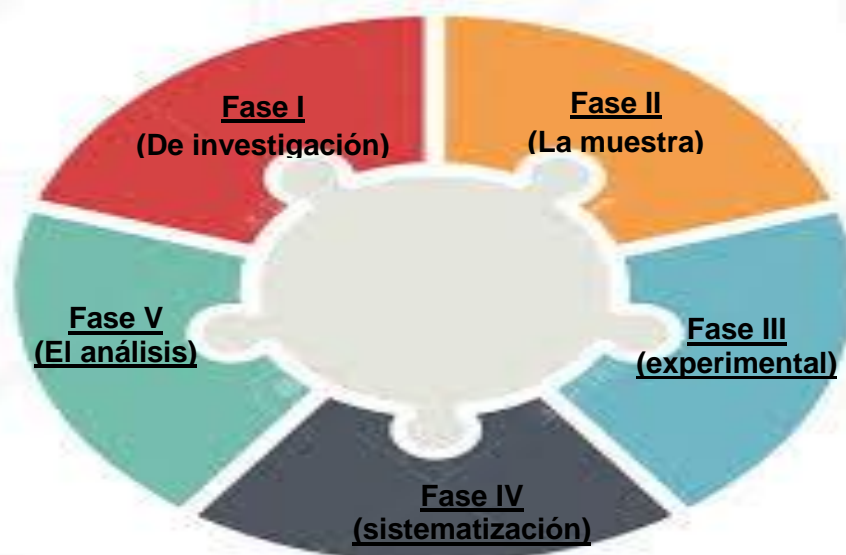 Fase I
(De investigación)
Fase II
(La muestra)
Fase III
(experimental)
Fase IV
(sistematización)
Fase V
(El análisis)